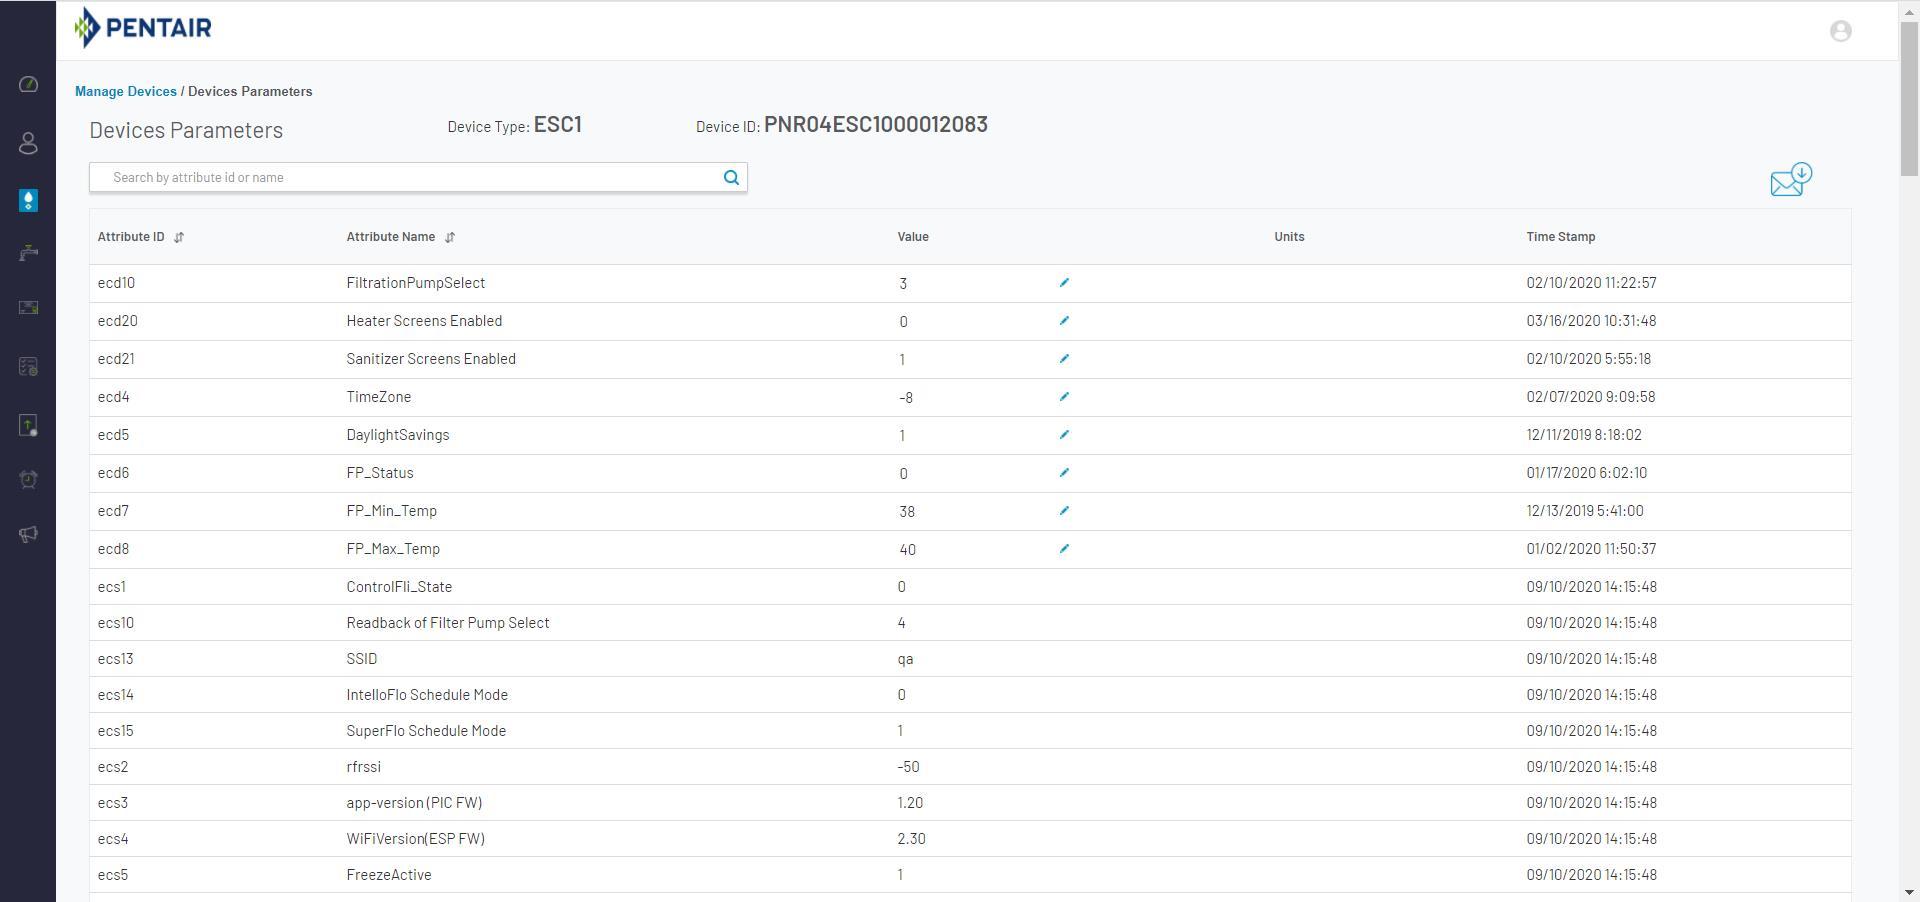 PENTAIR
Manage Devices / Devices Parameters
Devices Parameters Device Type: ESC1 Device ID: PNR04ESC1000012083
Search by attribute id or name
Attribute ID Attribute Name Value Units Time Stamp
ecd10 FiltrationPumpSelect 3 02/10/2020 11:22:57
ecd20 Heater Screens Enabled 0 03/16/2020 10:31:48
ecd21 Sanitizer Screens Enabled 1 02/10/2020 5:55:18
ecd4 TimeZone -8 02/07/2020 9:09:58
ecd5 DaylightSavings 1 12/11/2019 8:18:02
ecd6 FP_Status 0 01/17/2020 6:02:10
ecd7 FP_Min_Temp 38 12/13/2019 5:41:00
ecd8 FP_Max_Temp 40 01/02/2020 11:50:37
ecs1 ControlFli_State 0 09/10/2020 14:15:48
ecs10 Readback of Filter Pump Select 4 09/10/2020 14:15:48
ecs13 SSID qa 09/10/2020 14:15:48
ecs14 IntelloFlo Schedule Mode 0 09/10/2020 14:15:48
ecs15 SuperFlo Schedule Mode 1 09/10/2020 14:15:48
ecs2 rfrssi -50 09/10/2020 14:15:48
ecs3 app-version (PIC FW) 1.20 09/10/2020 14:15:48
ecs4 WiFiVersion(ESP FW) 2.30 09/10/2020 14:15:48
ecs5 FreezeActive 1 09/10/2020 14:15:48